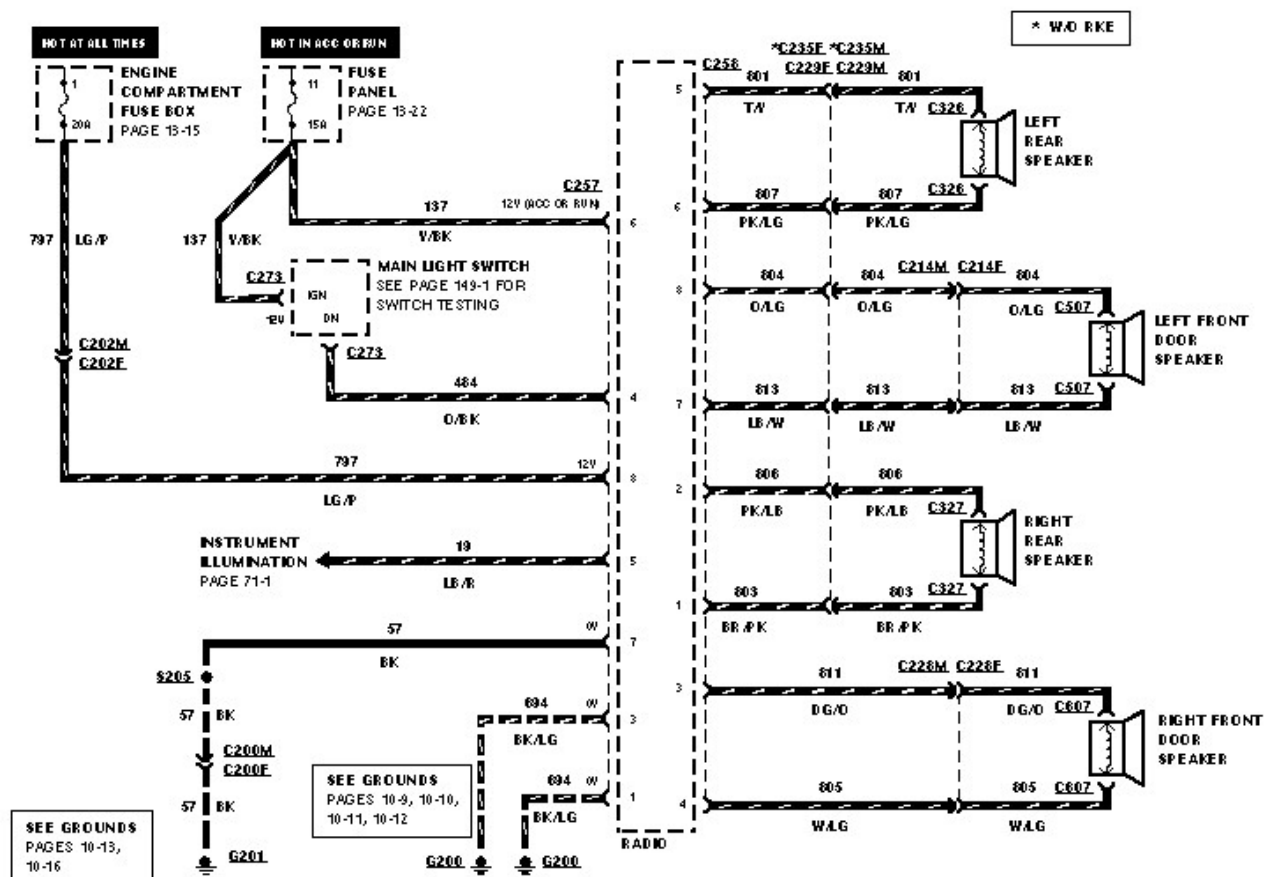 * W/O RKE
HOT AT ALL TIMES
HOT IN ACC OR RUN
1
20A
ENGINE
COMPARTMENT
FUSE BOX
PAGE 13-15
11
15A
FUSE
PANEL
PAGE 13-22
797
LG/P
137
V/BK
137
V/BK
C257
12V (ACC OR RUN)
6
C273
12V
IGN
ON
MAIN LIGHT SWITCH
SEE PAGE 149-1 FOR
SWITCH TESTING
C273
C202M
C202F
484
O/BK
4
797
12V
LG/P
8
INSTRUMENT
ILLUMINATION
PAGE 71-1
19
LB/R
5
57
0V
BK
7
S205
57
BK
C200M
C200F
57
BK
G201
SEE GROUNDS
PAGES 10-13,
10-16
694
0V
BK/LG
3
694
0V
BK/LG
1
SEE GROUNDS
PAGES 10-9, 10-10,
10-11, 10-12
G200
G200
RADIO
C258
*C235F *C235M
C229F C229M
5
801
T/Y
801
T/Y
C326
LEFT
REAR
SPEAKER
6
807
PK/LG
807
PK/LG
C326
8
804
O/LG
804
O/LG
C214M C214F
804
O/LG
C507
LEFT FRONT
DOOR
SPEAKER
7
813
LB/W
813
LB/W
813
LB/W
C507
2
806
PK/LB
806
PK/LB
C327
RIGHT
REAR
SPEAKER
1
803
BR/PK
803
BR/PK
C327
3
811
DG/O
C228M C228F
811
DG/O
C607
RIGHT FRONT
DOOR
SPEAKER
4
805
W/LG
805
W/LG
C607